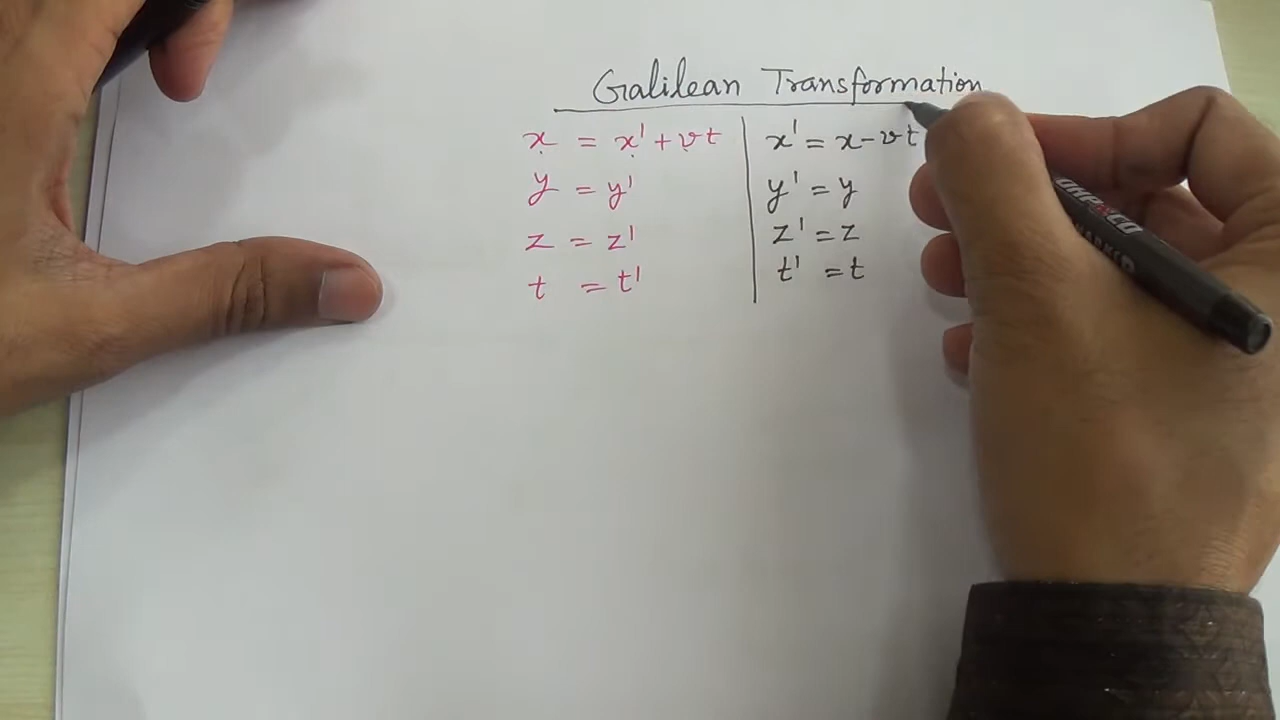 Galilean Transformation
x = x' + vt
y = y'
z = z'
t = t'
x' = x - vt
y' = y
z' = z
t' = t